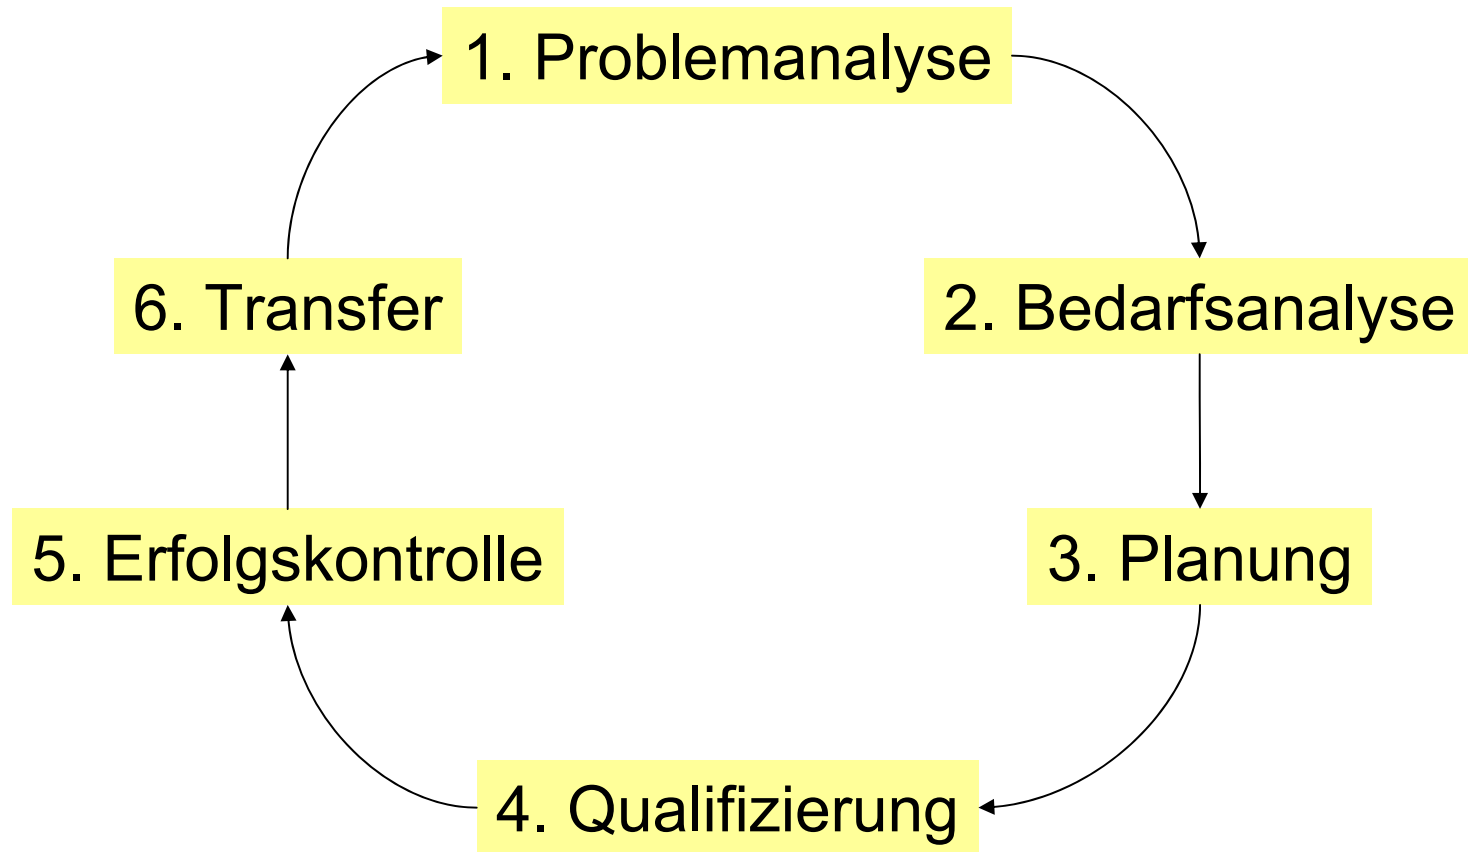 1. Problemanalyse
2. Bedarfsanalyse
3. Planung
4. Qualifizierung
5. Erfolgskontrolle
6. Transfer